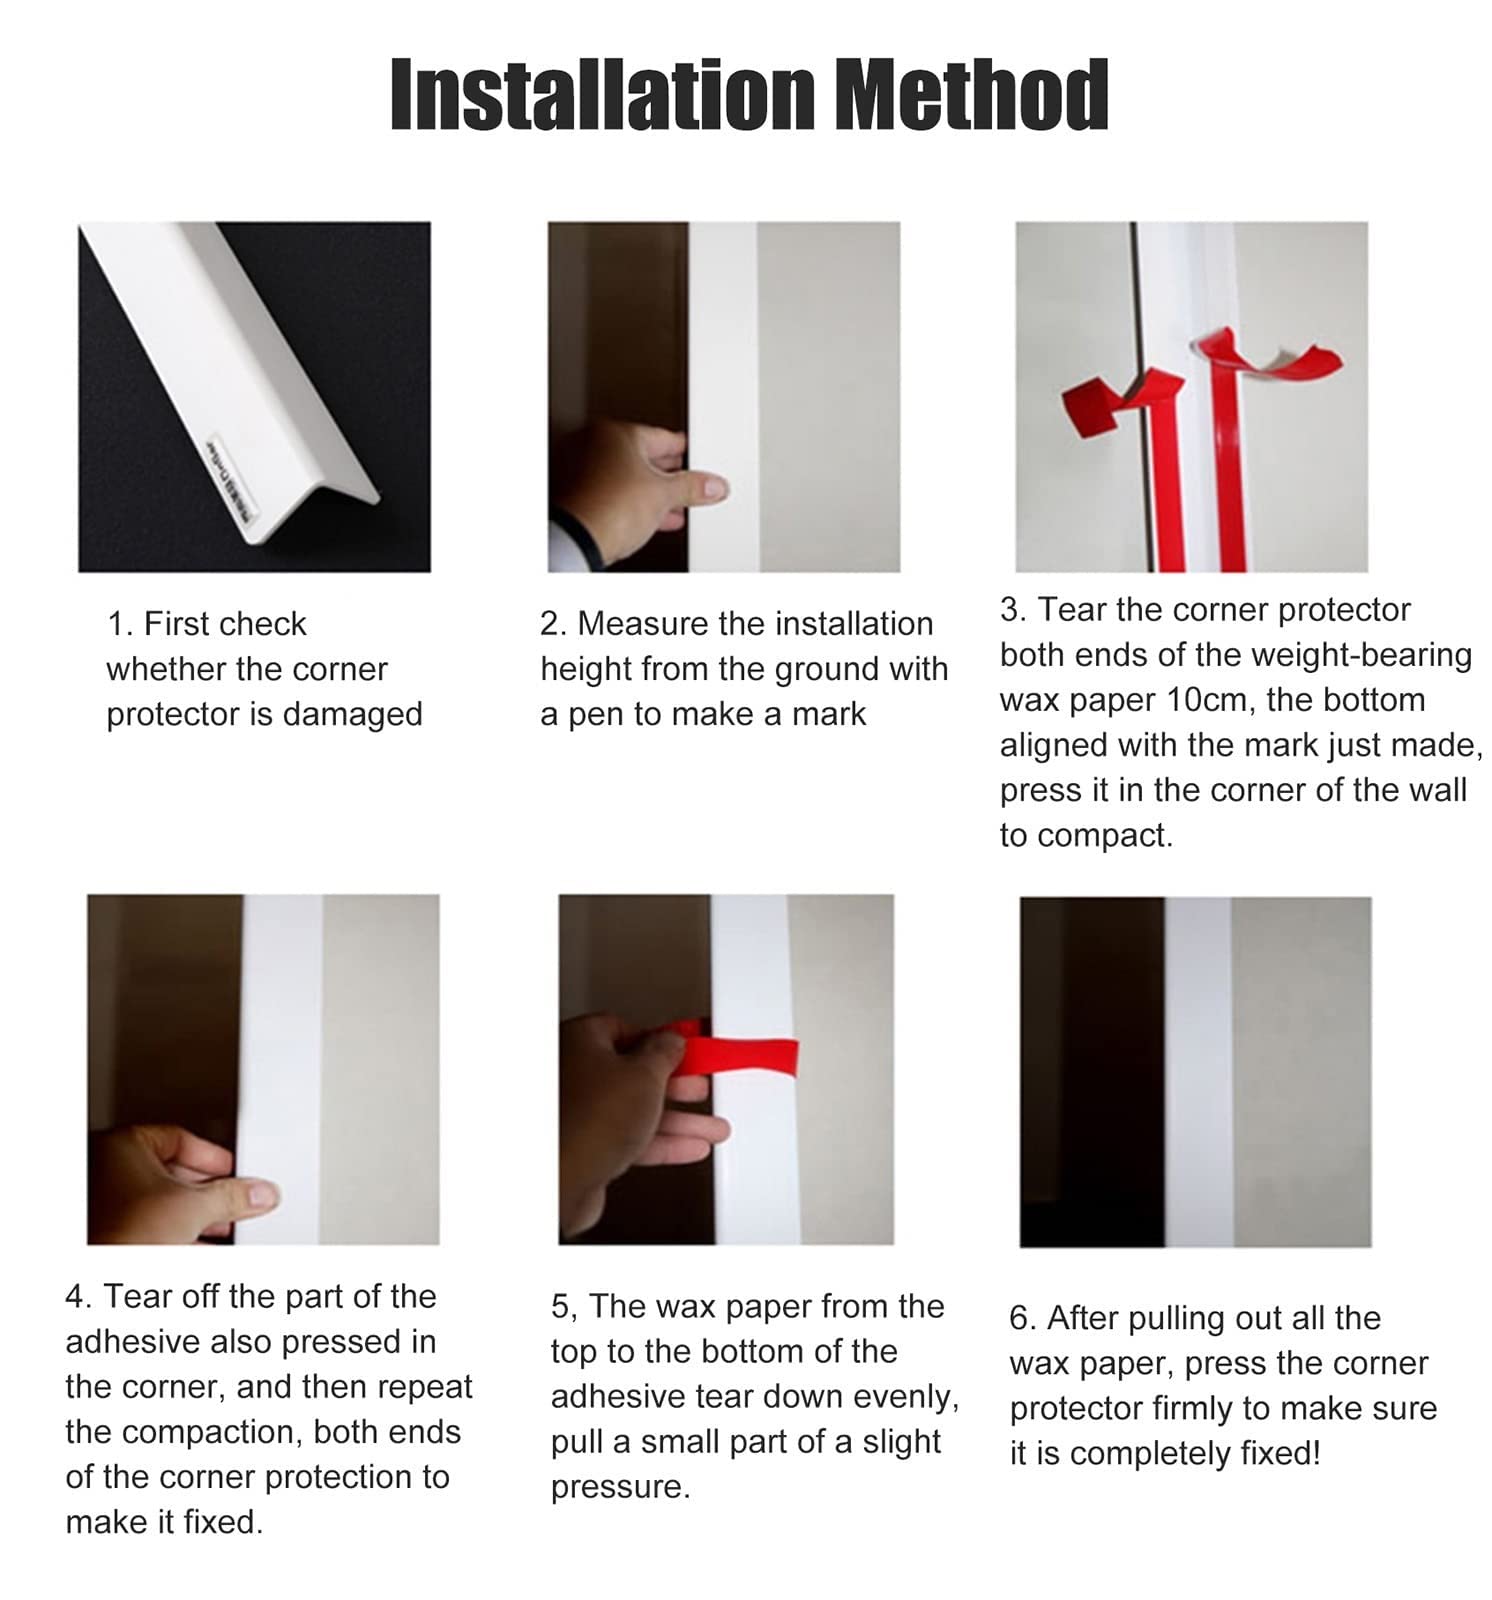 Installation Method
1. First check
whether the corner
protector is damaged
2. Measure the installation
height from the ground with
a pen to make a mark
3. Tear the corner protector
both ends of the weight-bearing
wax paper 10cm, the bottom
aligned with the mark just made,
press it in the corner of the wall
to compact.
4. Tear off the part of the
adhesive also pressed in
the corner, and then repeat
the compaction, both ends
of the corner protection to
make it fixed.
5, The wax paper from the
top to the bottom of the
adhesive tear down evenly,
pull a small part of a slight
pressure.
6. After pulling out all the
wax paper, press the corner
protector firmly to make sure
it is completely fixed!